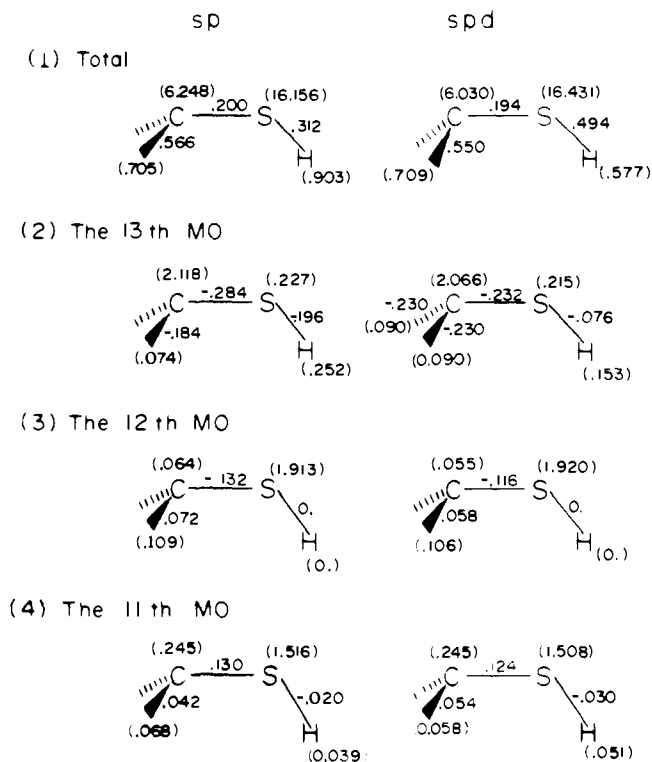 sp spd
(1) Total
(6.248) (16.156) (6.030) (16.431)
C .200 S C .194 S
.566 .312 .550 .494
(.705) H (.903) (.709) H (.577)
(2) The 13th MO
(2.118) (.227) (2.066) (.215)
C -.284 S -.230 C -.232 S
-.184 -.196 (.090) -.230 -.076
(.074) H (.252) (0.090) H (.153)
(3) The 12th MO
(.064) (1.913) (.055) (1.920)
C -.132 S C -.116 S
.072 0. .058 0.
(.109) H (0.) (.106) H (0.)
(4) The 11th MO
(.245) (1.516) (.245) (1.508)
C .130 S C .124 S
.042 -.020 .054 -.030
(.068) H (0.039) (0.058) H (.051)